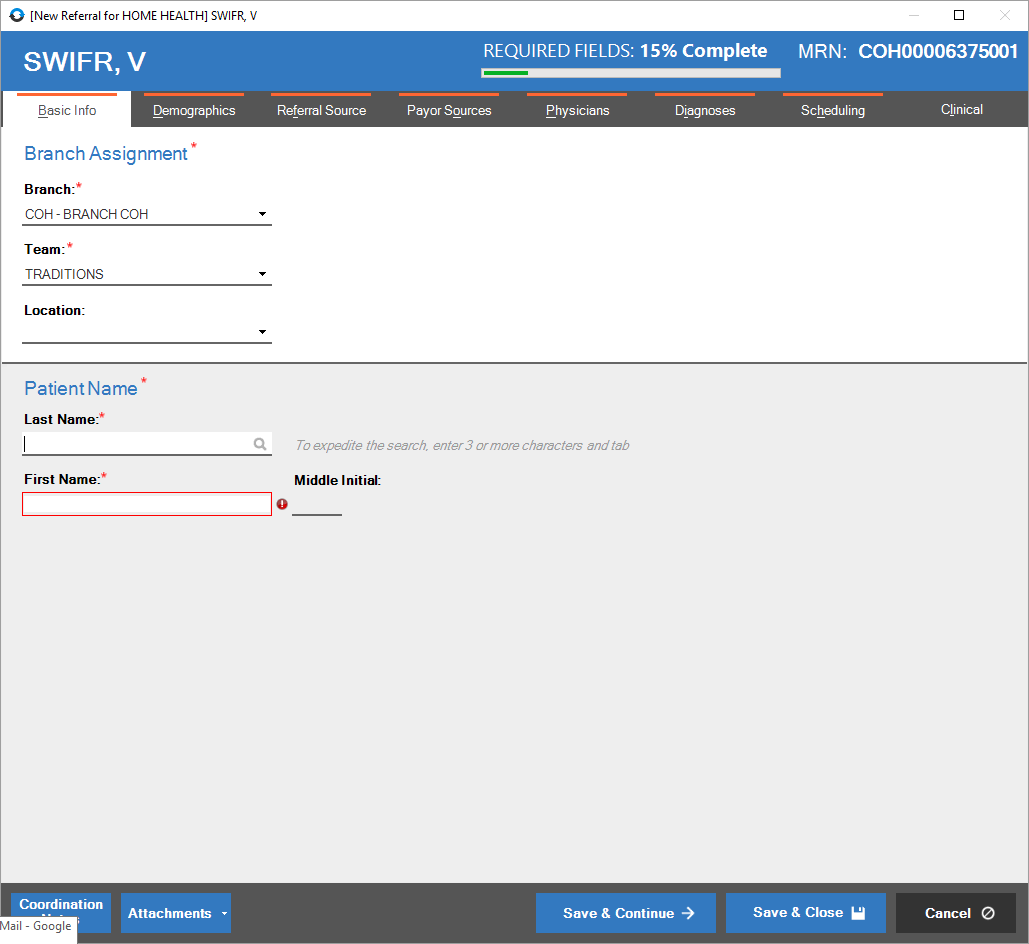 [New Referral for HOME HEALTH] SWIFR, V
SWIFR, V
REQUIRED FIELDS: 15% Complete
MRN: COH00006375001
Basic Info
Demographics
Referral Source
Payor Sources
Physicians
Diagnoses
Scheduling
Clinical
Branch Assignment *
Branch:*
COH - BRANCH COH
Team:*
TRADITIONS
Location:
Patient Name *
Last Name:*
To expedite the search, enter 3 or more characters and tab
First Name:*
Middle Initial:
Coordination
Attachments
Save & Continue
Save & Close
Cancel
Mail - Google